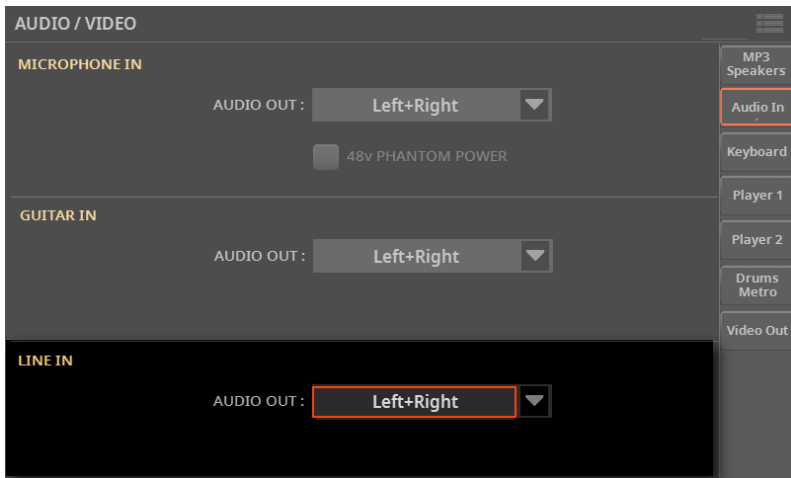 AUDIO / VIDEO
MICROPHONE IN
AUDIO OUT :
Left+Right
48v PHANTOM POWER
GUITAR IN
AUDIO OUT :
Left+Right
LINE IN
AUDIO OUT :
Left+Right
MP3
Speakers
Audio In
Keyboard
Player 1
Player 2
Drums
Metro
Video Out